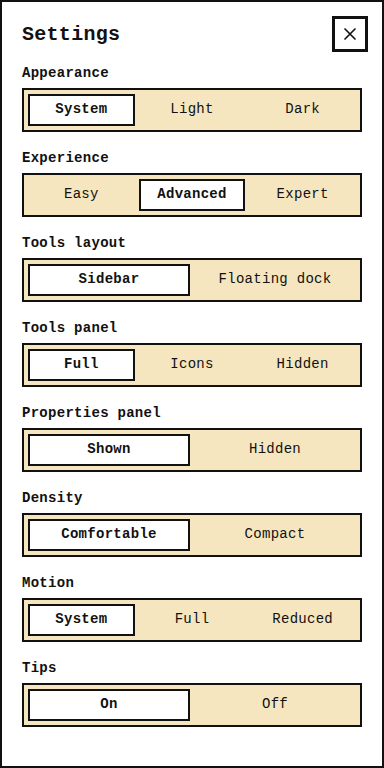 Settings
Appearance
System Light Dark
Experience
Easy Advanced Expert
Tools layout
Sidebar Floating dock
Tools panel
Full Icons Hidden
Properties panel
Shown Hidden
Density
Comfortable Compact
Motion
System Full Reduced
Tips
On Off